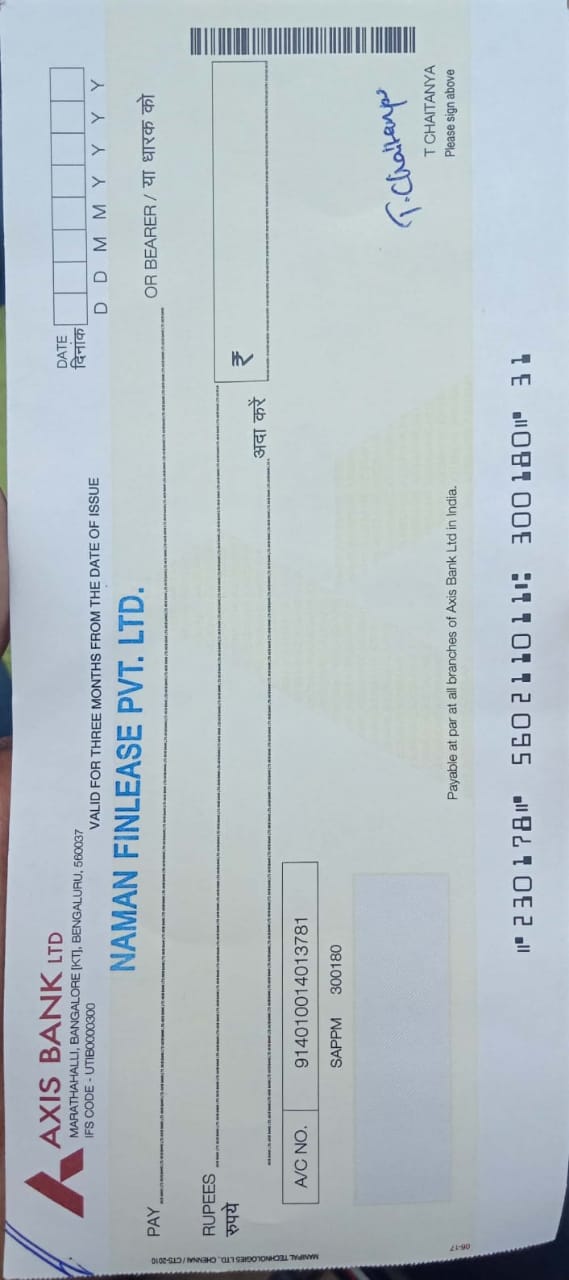 AXIS BANK LTD
MARATHAHALLI, BANGALORE [KT], BENGALURU, 560037
IFS CODE - UTIB0000300
VALID FOR THREE MONTHS FROM THE DATE OF ISSUE
DATE
दिनांक
D D M M Y Y Y Y
NAMAN FINLEASE PVT. LTD.
PAY
OR BEARER / या धारक को
RUPEES
रुपये
अदा करें
₹
A/C NO. 914010014013781
SAPPM 300180
T. Chaitanya
T CHAITANYA
Please sign above
Payable at par at all branches of Axis Bank Ltd in India.
MANIPAL TECHNOLOGIES LTD., CHENNAI / CTS-2010
06-17
⑈230178⑈ 560211011⑆ 300180⑈ 31